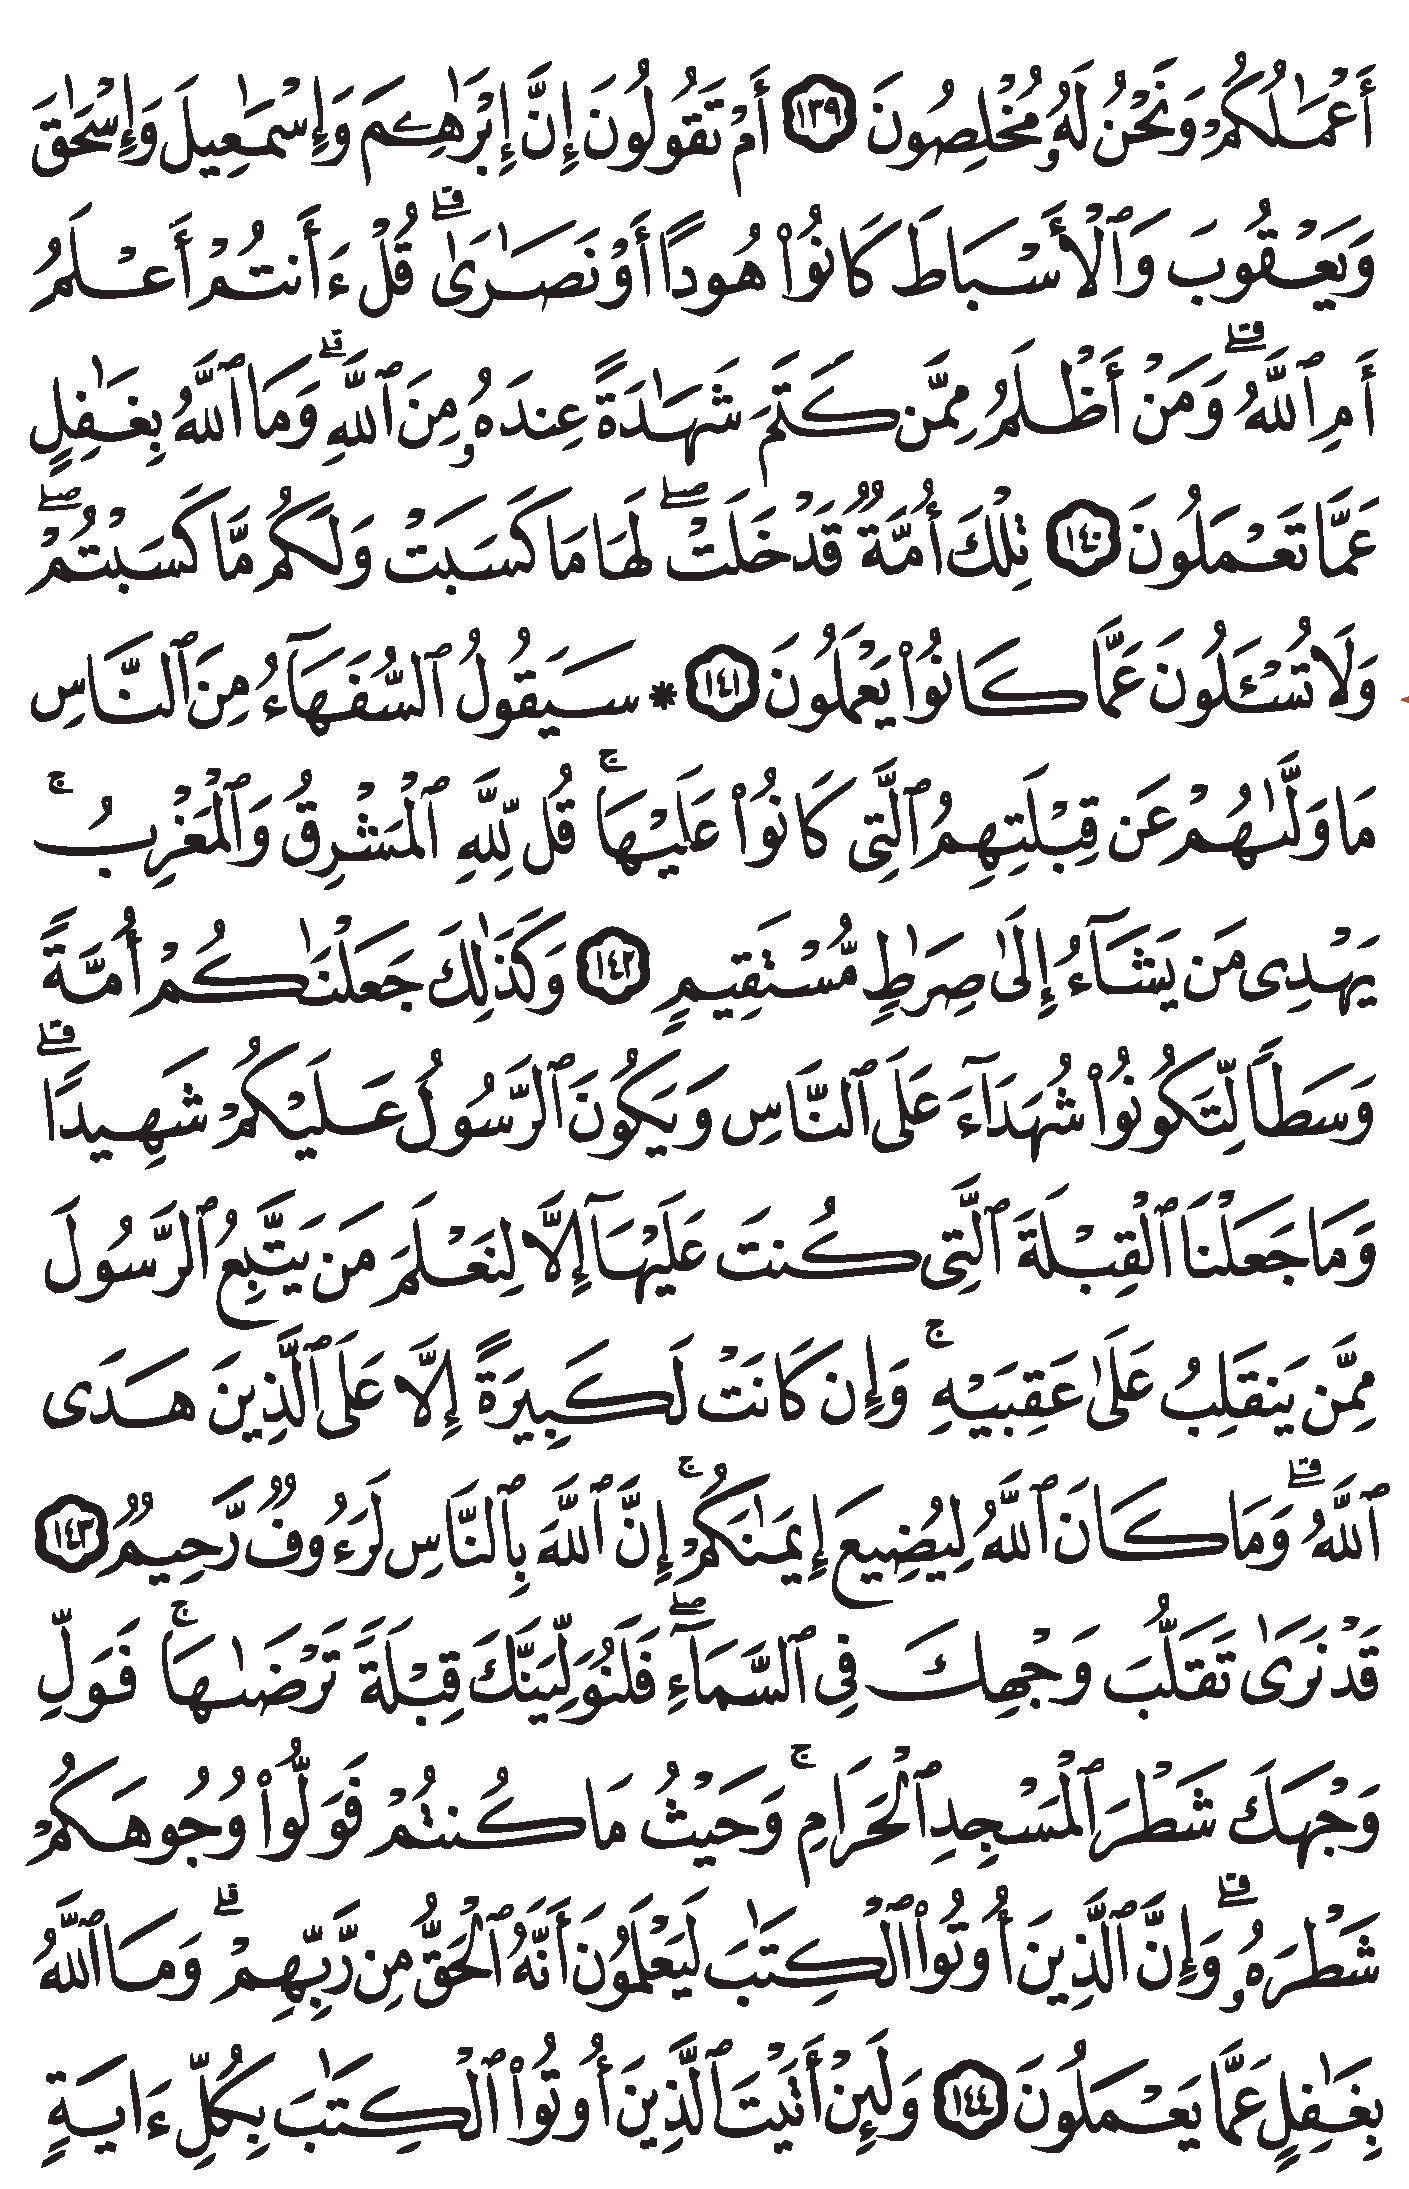 أَعْمَٰلُكُمْ وَنَحْنُ لَهُۥ مُخْلِصُونَ ١٣٩ أَمْ تَقُولُونَ إِنَّ إِبْرَٰهِـۧمَ وَإِسْمَٰعِيلَ وَإِسْحَٰقَ
وَيَعْقُوبَ وَٱلْأَسْبَاطَ كَانُوا۟ هُودًا أَوْ نَصَٰرَىٰ ۗ قُلْ ءَأَنتُمْ أَعْلَمُ
أَمِ ٱللَّهُ ۗ وَمَنْ أَظْلَمُ مِمَّن كَتَمَ شَهَٰدَةً عِندَهُۥ مِنَ ٱللَّهِ ۗ وَمَا ٱللَّهُ بِغَٰفِلٍ
عَمَّا تَعْمَلُونَ ١٤٠ تِلْكَ أُمَّةٌ قَدْ خَلَتْ ۖ لَهَا مَا كَسَبَتْ وَلَكُم مَّا كَسَبْتُمْ ۖ
وَلَا تُسْـَٔلُونَ عَمَّا كَانُوا۟ يَعْمَلُونَ ١٤١ * سَيَقُولُ ٱلسُّفَهَآءُ مِنَ ٱلنَّاسِ
مَا وَلَّىٰهُمْ عَن قِبْلَتِهِمُ ٱلَّتِى كَانُوا۟ عَلَيْهَا ۚ قُل لِّلَّهِ ٱلْمَشْرِقُ وَٱلْمَغْرِبُ ۚ
يَهْدِى مَن يَشَآءُ إِلَىٰ صِرَٰطٍ مُّسْتَقِيمٍ ١٤٢ وَكَذَٰلِكَ جَعَلْنَٰكُمْ أُمَّةً
وَسَطًا لِّتَكُونُوا۟ شُهَدَآءَ عَلَى ٱلنَّاسِ وَيَكُونَ ٱلرَّسُولُ عَلَيْكُمْ شَهِيدًا ۗ
وَمَا جَعَلْنَا ٱلْقِبْلَةَ ٱلَّتِى كُنتَ عَلَيْهَآ إِلَّا لِنَعْلَمَ مَن يَتَّبِعُ ٱلرَّسُولَ
مِمَّن يَنقَلِبُ عَلَىٰ عَقِبَيْهِ ۚ وَإِن كَانَتْ لَكَبِيرَةً إِلَّا عَلَى ٱلَّذِينَ هَدَى
ٱللَّهُ ۗ وَمَا كَانَ ٱللَّهُ لِيُضِيعَ إِيمَٰنَكُمْ ۚ إِنَّ ٱللَّهَ بِٱلنَّاسِ لَرَءُوفٌ رَّحِيمٌ ١٤٣
قَدْ نَرَىٰ تَقَلُّبَ وَجْهِكَ فِى ٱلسَّمَآءِ ۖ فَلَنُوَلِّيَنَّكَ قِبْلَةً تَرْضَىٰهَا ۚ فَوَلِّ
وَجْهَكَ شَطْرَ ٱلْمَسْجِدِ ٱلْحَرَامِ ۚ وَحَيْثُ مَا كُنتُمْ فَوَلُّوا۟ وُجُوهَكُمْ
شَطْرَهُۥ ۗ وَإِنَّ ٱلَّذِينَ أُوتُوا۟ ٱلْكِتَٰبَ لَيَعْلَمُونَ أَنَّهُ ٱلْحَقُّ مِن رَّبِّهِمْ ۗ وَمَا ٱللَّهُ
بِغَٰفِلٍ عَمَّا يَعْمَلُونَ ١٤٤ وَلَئِنْ أَتَيْتَ ٱلَّذِينَ أُوتُوا۟ ٱلْكِتَٰبَ بِكُلِّ ءَايَةٍ